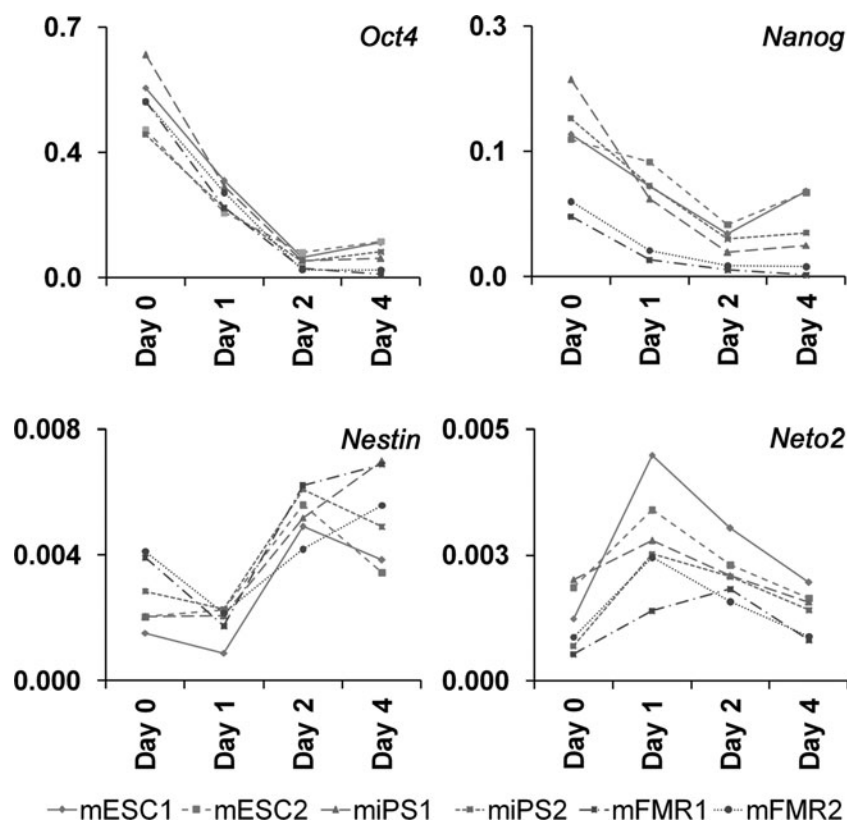 Oct4
0.7
0.4
0.0
Day 0
Day 1
Day 2
Day 4
Nanog
0.3
0.1
0.0
Day 0
Day 1
Day 2
Day 4
Nestin
0.008
0.004
0.000
Day 0
Day 1
Day 2
Day 4
Neto2
0.005
0.003
0.000
Day 0
Day 1
Day 2
Day 4
mESC1 mESC2 miPS1 miPS2 mFMR1 mFMR2